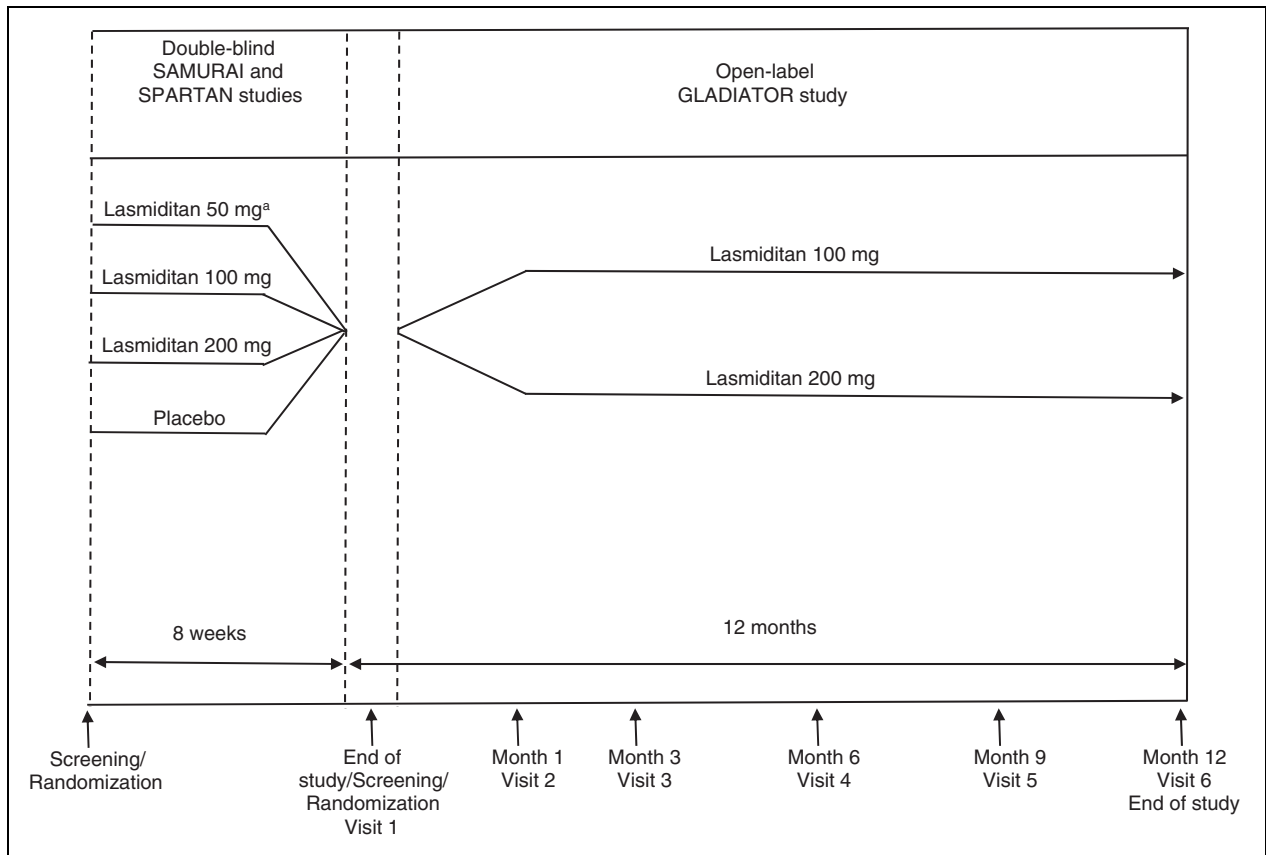 Double-blind
SAMURAI and
SPARTAN studies
Open-label
GLADIATOR study
Lasmiditan 50 mgᵃ
Lasmiditan 100 mg
Lasmiditan 200 mg
Placebo
Lasmiditan 100 mg
Lasmiditan 200 mg
8 weeks
12 months
Screening/
Randomization
End of
study/Screening/
Randomization
Visit 1
Month 1
Visit 2
Month 3
Visit 3
Month 6
Visit 4
Month 9
Visit 5
Month 12
Visit 6
End of study